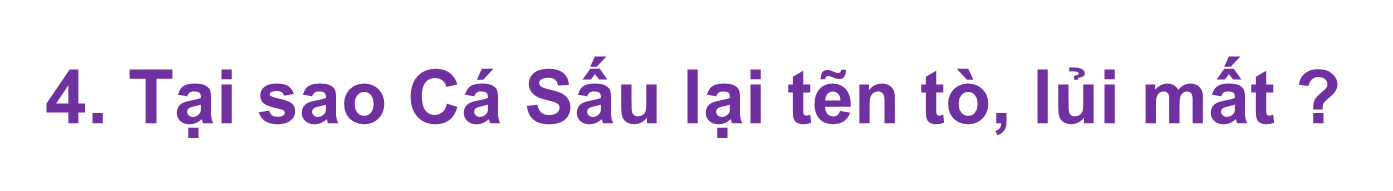 4. Tại sao Cá Sấu lại tẽn tò, lủi mất ?